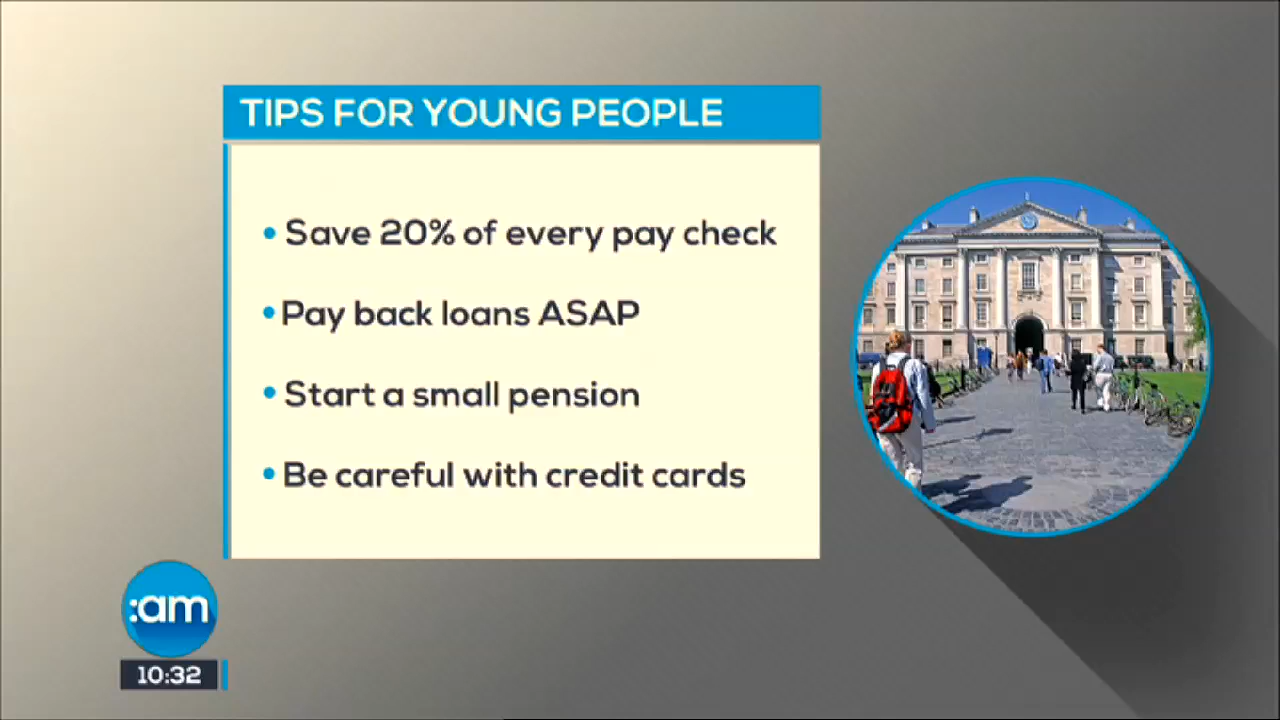 TIPS FOR YOUNG PEOPLE
• Save 20% of every pay check
• Pay back loans ASAP
• Start a small pension
• Be careful with credit cards
:am
10:32